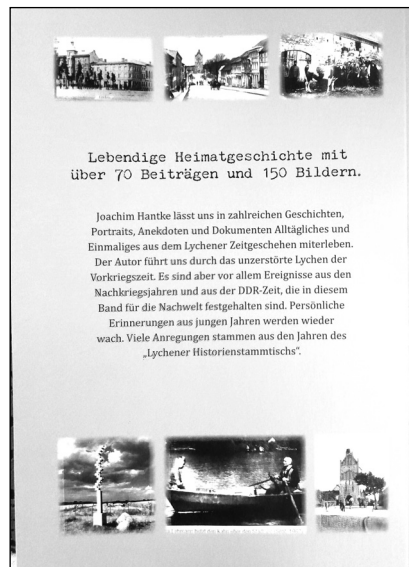 Lebendige Heimatgeschichte mit
über 70 Beiträgen und 150 Bildern.
Joachim Hantke lässt uns in zahlreichen Geschichten,
Portraits, Anekdoten und Dokumenten Alltägliches und
Einmaliges aus dem Lychener Zeitgeschehen miterleben.
Der Autor führt uns durch das unzerstörte Lychen der
Vorkriegszeit. Es sind aber vor allem Ereignisse aus den
Nachkriegsjahren und aus der DDR-Zeit, die in diesem
Band für die Nachwelt festgehalten sind. Persönliche
Erinnerungen aus jungen Jahren werden wieder
wach. Viele Anregungen stammen aus den Jahren des
„Lychener Historienstammtischs“.